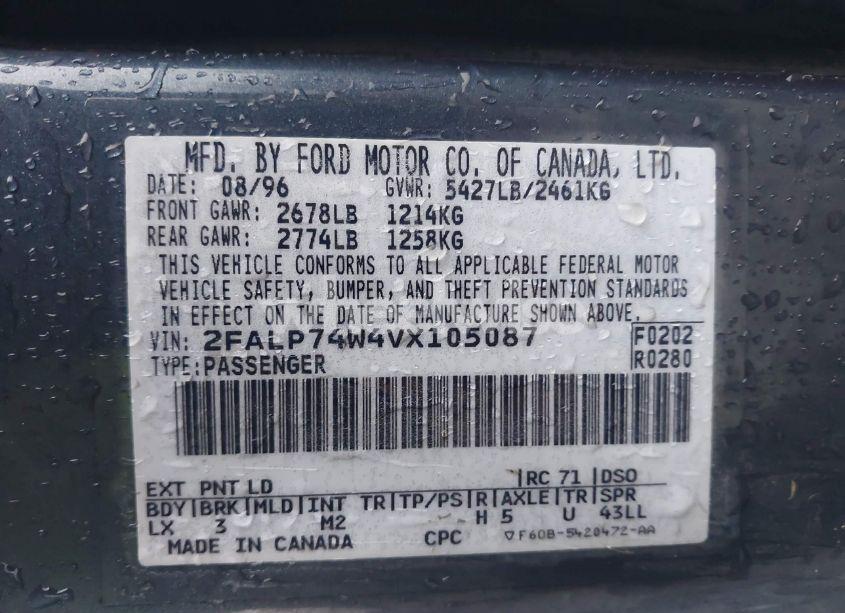 MFD. BY FORD MOTOR CO. OF CANADA, LTD.
DATE: 08/96 GVWR: 5427LB/2461KG
FRONT GAWR: 2678LB 1214KG
REAR GAWR: 2774LB 1258KG
THIS VEHICLE CONFORMS TO ALL APPLICABLE FEDERAL MOTOR
VEHICLE SAFETY, BUMPER, AND THEFT PREVENTION STANDARDS
IN EFFECT ON THE DATE OF MANUFACTURE SHOWN ABOVE.
VIN: 2FALP74W4VX105087 F0202
TYPE: PASSENGER R0280
EXT PNT LD RC 71 DSO
BDY BRK MLD INT TR TP/PS R AXLE TR SPR
LX 3 M2 H 5 U 43LL
MADE IN CANADA CPC F60B-5420472-AA